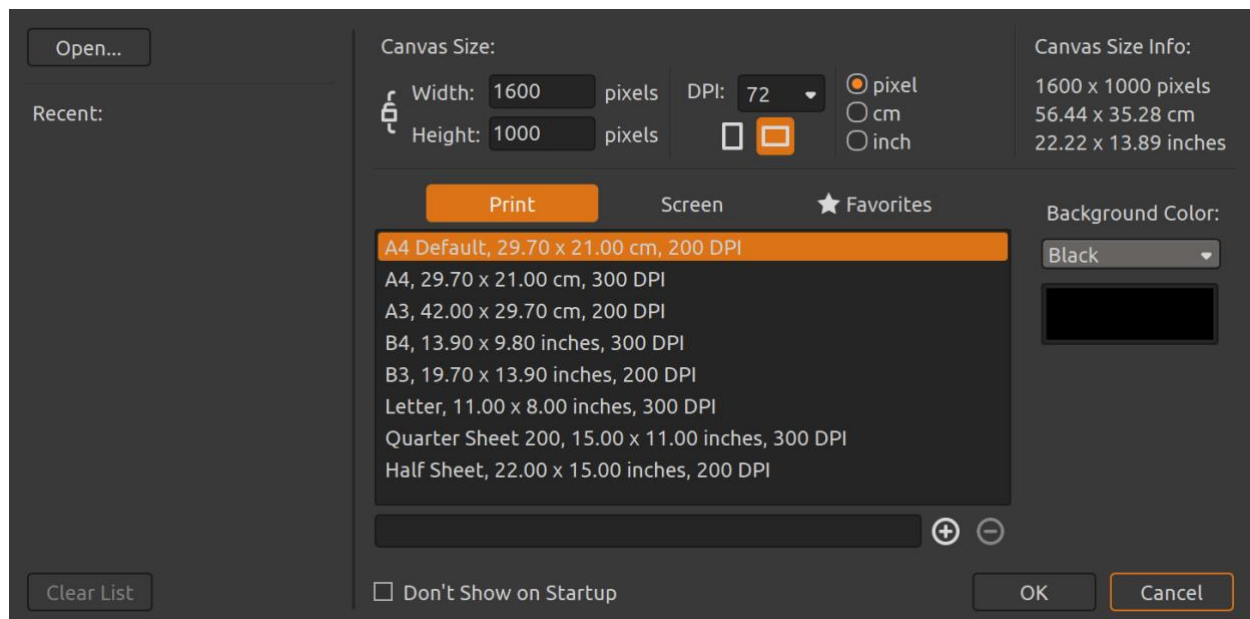 Open...
Recent:
Clear List
Canvas Size:
Width: 1600 pixels
Height: 1000 pixels
DPI: 72
pixel
cm
inch
Canvas Size Info:
1600 x 1000 pixels
56.44 x 35.28 cm
22.22 x 13.89 inches
Print Screen Favorites
A4 Default, 29.70 x 21.00 cm, 200 DPI
A4, 29.70 x 21.00 cm, 300 DPI
A3, 42.00 x 29.70 cm, 200 DPI
B4, 13.90 x 9.80 inches, 300 DPI
B3, 19.70 x 13.90 inches, 200 DPI
Letter, 11.00 x 8.00 inches, 300 DPI
Quarter Sheet 200, 15.00 x 11.00 inches, 300 DPI
Half Sheet, 22.00 x 15.00 inches, 200 DPI
Background Color:
Black
Don't Show on Startup
OK
Cancel